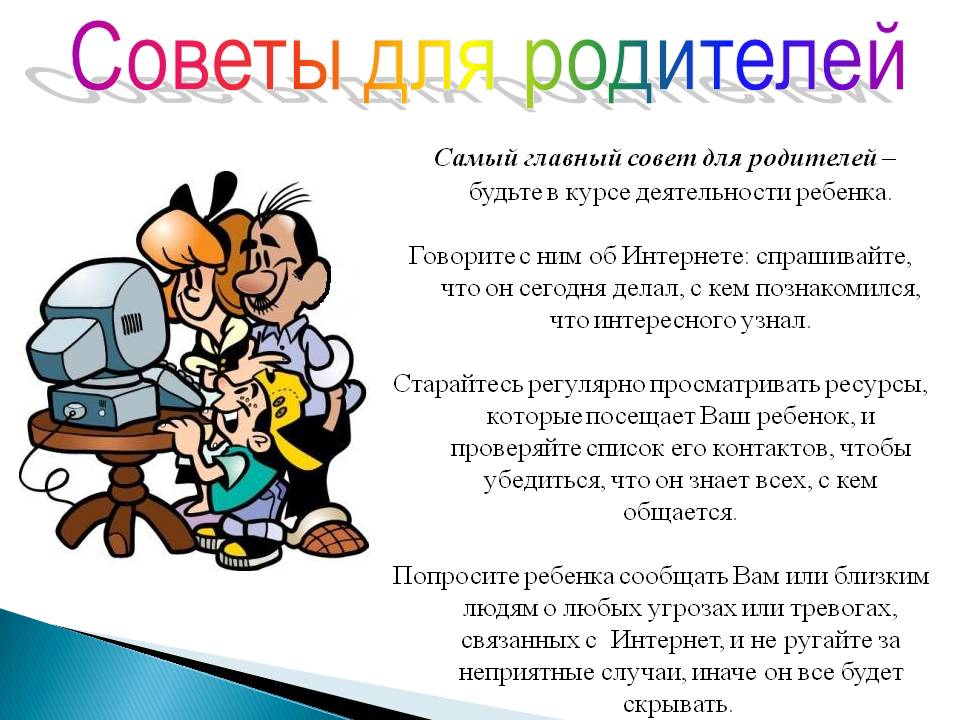 Советы для родителей
Самый главный совет для родителей –
будьте в курсе деятельности ребенка.
Говорите с ним об Интернете: спрашивайте,
что он сегодня делал, с кем познакомился,
что интересного узнал.
Старайтесь регулярно просматривать ресурсы,
которые посещает Ваш ребенок, и
проверяйте список его контактов, чтобы
убедиться, что он знает всех, с кем
общается.
Попросите ребенка сообщать Вам или близким
людям о любых угрозах или тревогах,
связанных с Интернет, и не ругайте за
неприятные случаи, иначе он все будет
скрывать.